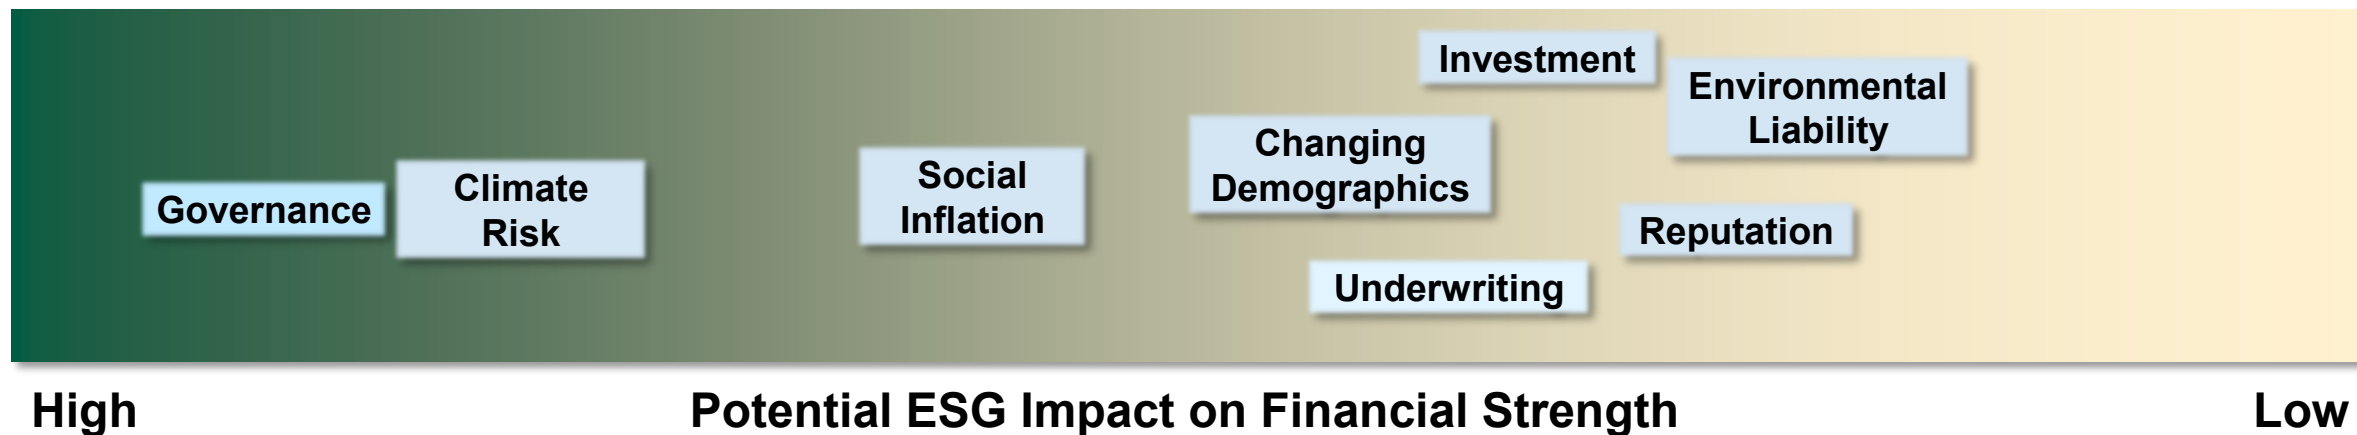 Governance
Climate
Risk
Social
Inflation
Changing
Demographics
Investment
Environmental
Liability
Reputation
Underwriting
High
Potential ESG Impact on Financial Strength
Low